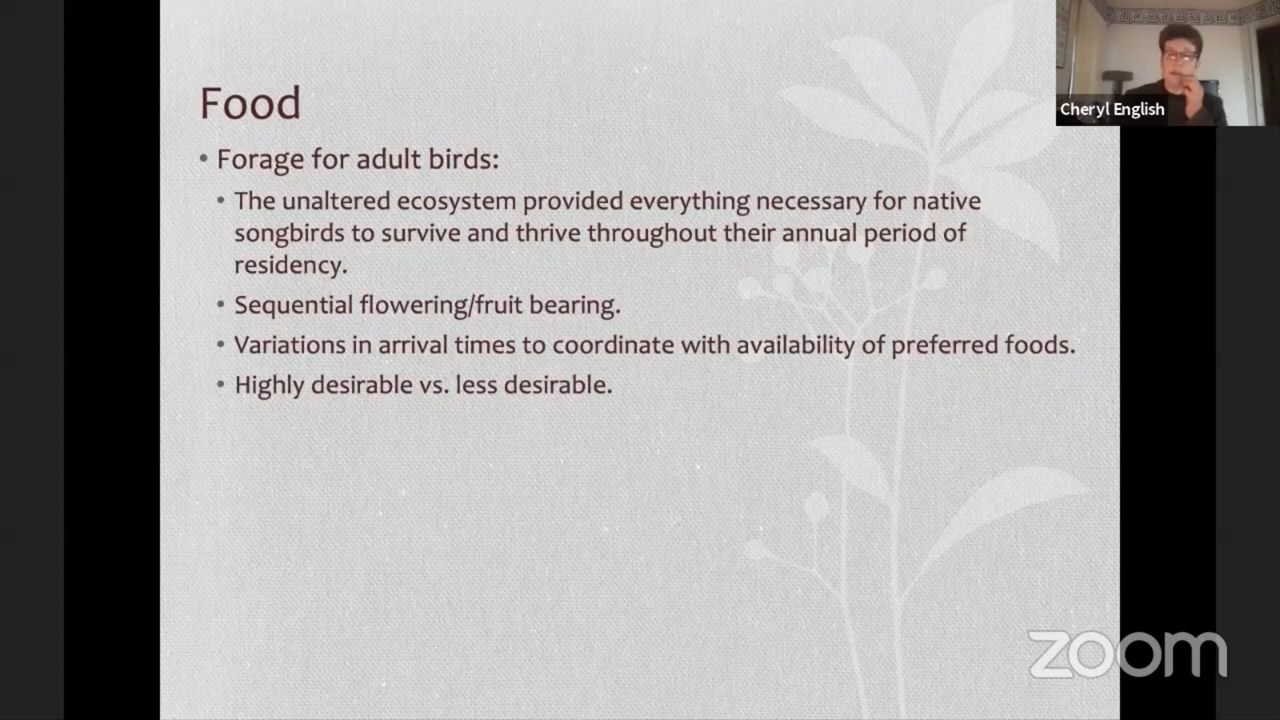 Food
• Forage for adult birds:
• The unaltered ecosystem provided everything necessary for native
songbirds to survive and thrive throughout their annual period of
residency.
• Sequential flowering/fruit bearing.
• Variations in arrival times to coordinate with availability of preferred foods.
• Highly desirable vs. less desirable.
Cheryl English
zoom